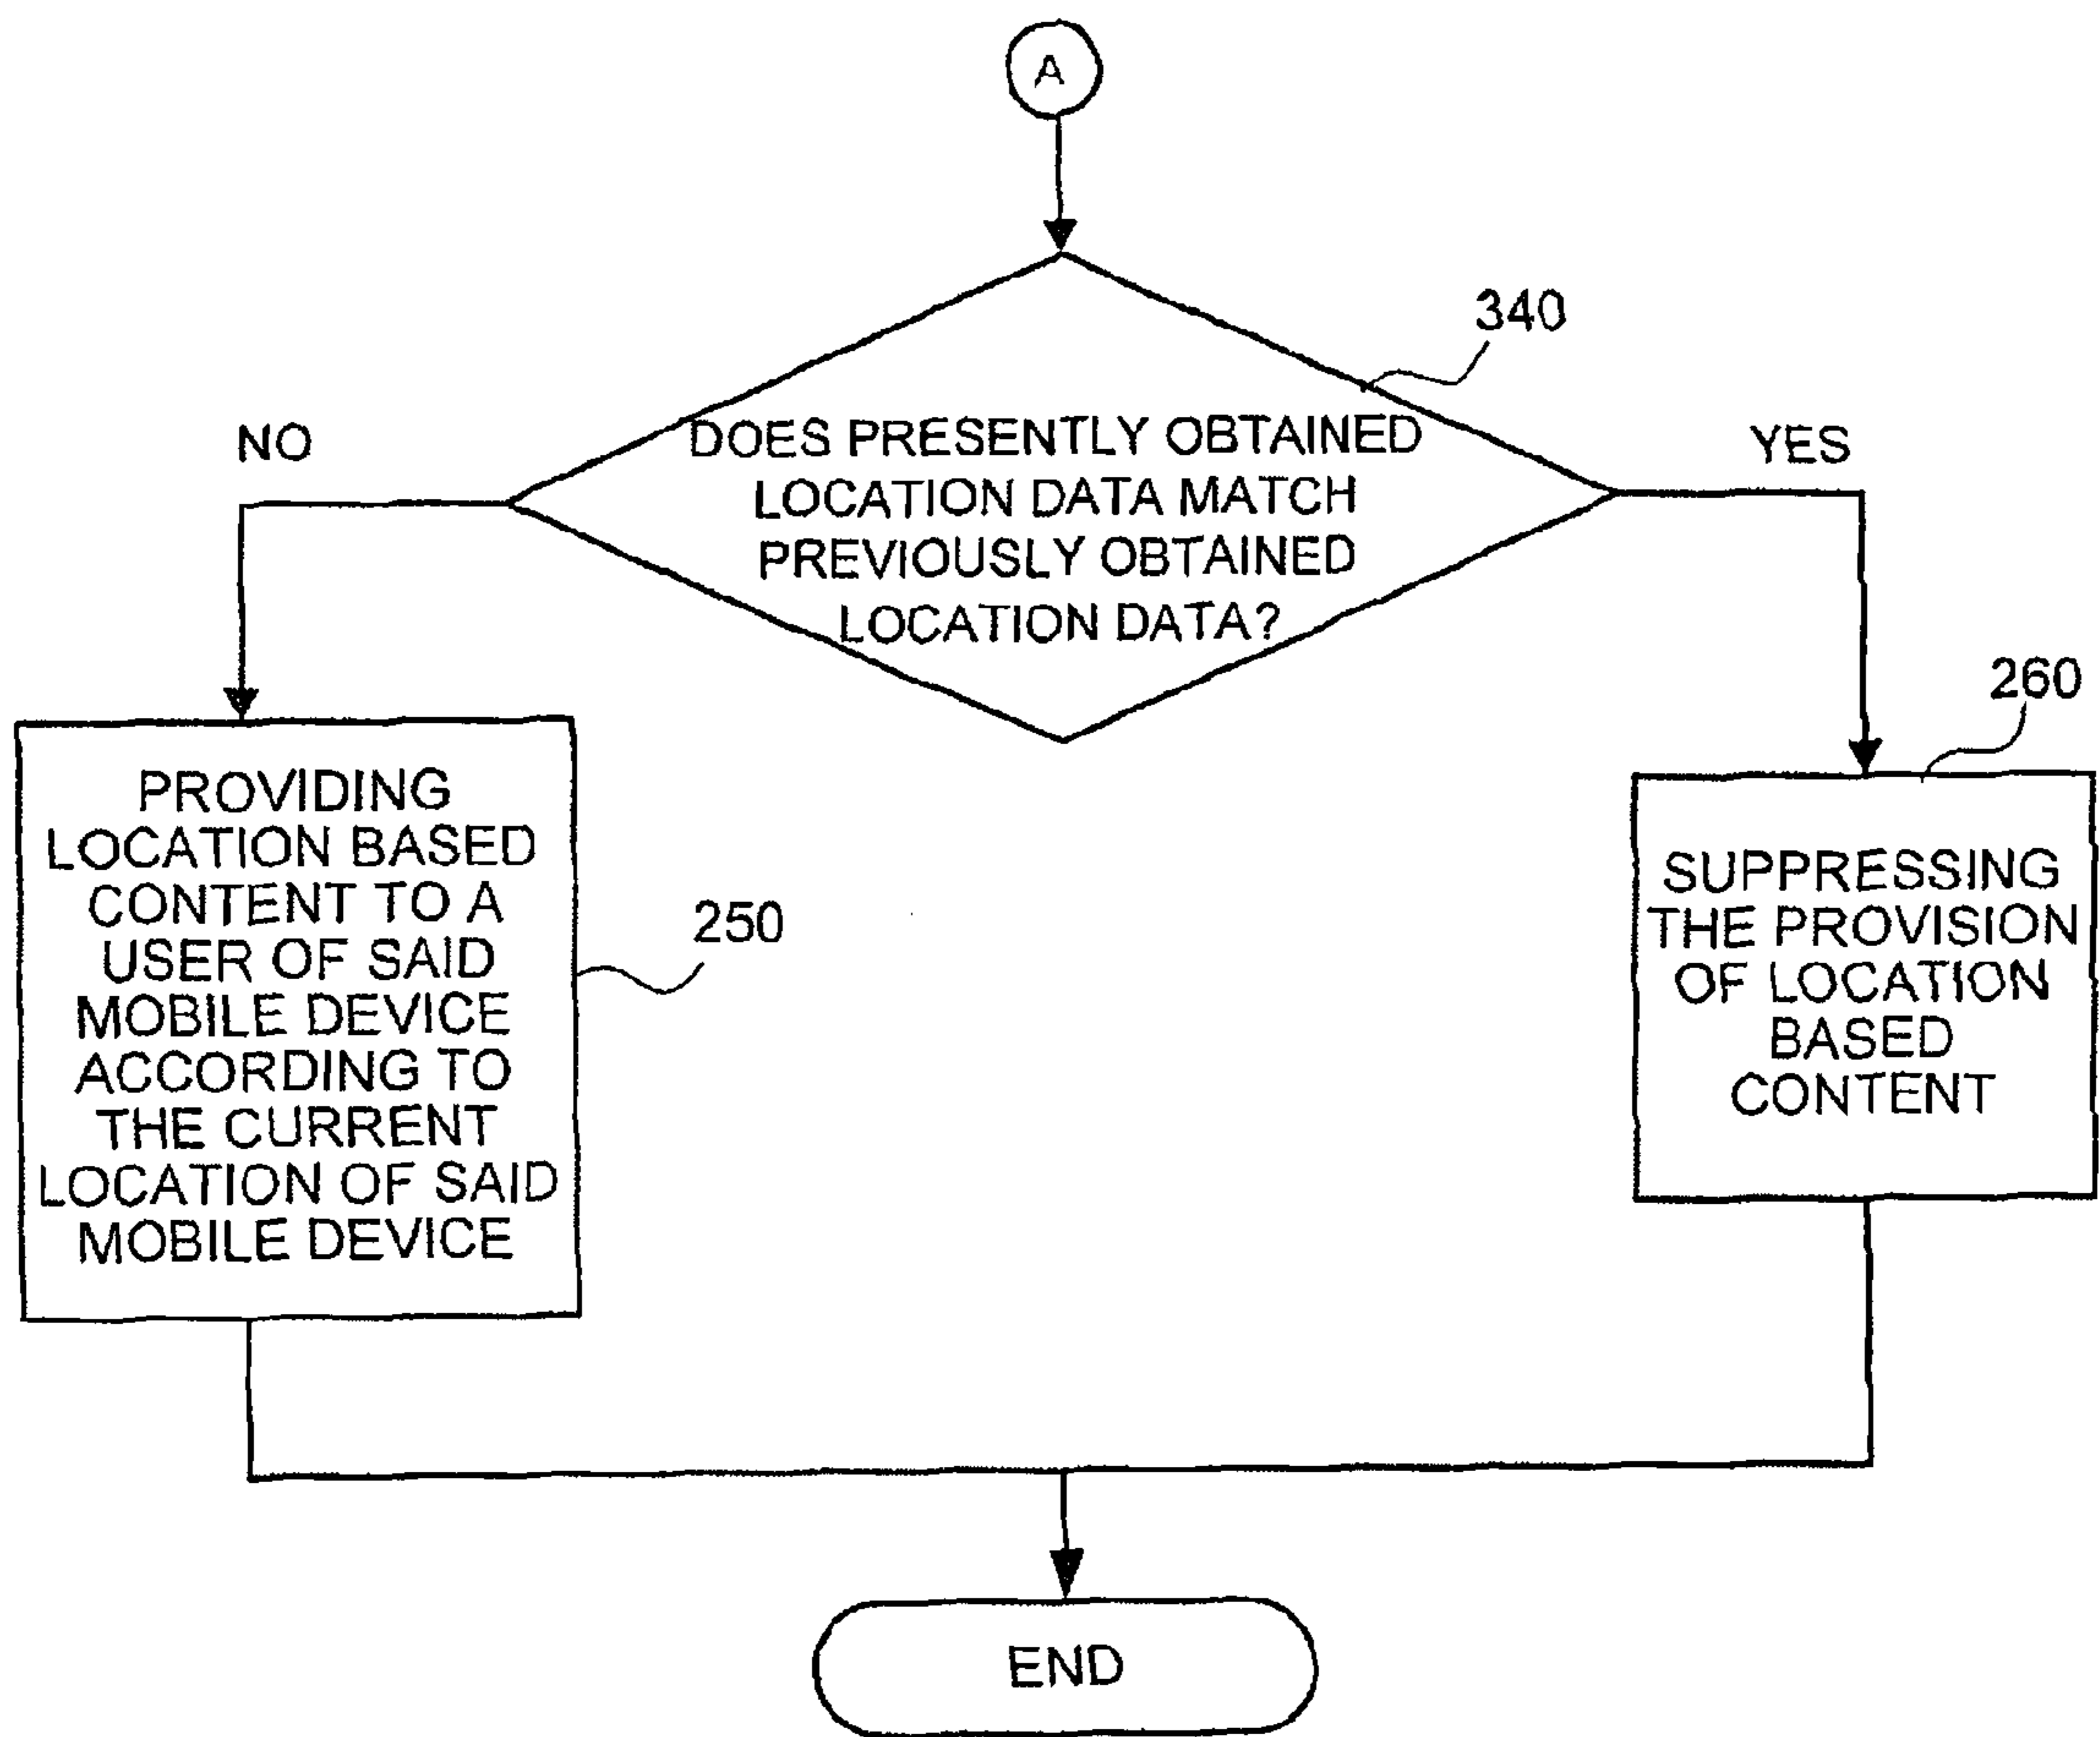 A
340
NO
DOES PRESENTLY OBTAINED
LOCATION DATA MATCH
PREVIOUSLY OBTAINED
LOCATION DATA?
YES
260
PROVIDING
LOCATION BASED
CONTENT TO A
USER OF SAID
MOBILE DEVICE
ACCORDING TO
THE CURRENT
LOCATION OF SAID
MOBILE DEVICE
250
SUPPRESSING
THE PROVISION
OF LOCATION
BASED
CONTENT
END